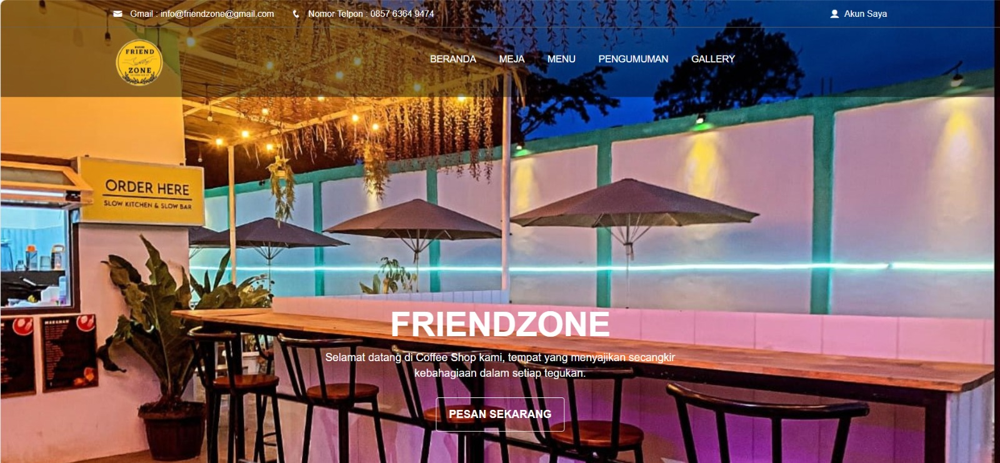 Gmail : info@friendzone@gmail.com
Nomor Telpon : 0857 6364 9474
Akun Saya
FRIEND
ZONE
BERANDA
MEJA
MENU
PENGUMUMAN
GALLERY
ORDER HERE
SLOW KITCHEN & SLOW BAR
MAKANAN
FRIENDZONE
Selamat datang di Coffee Shop kami, tempat yang menyajikan secangkir
kebahagiaan dalam setiap tegukan.
PESAN SEKARANG